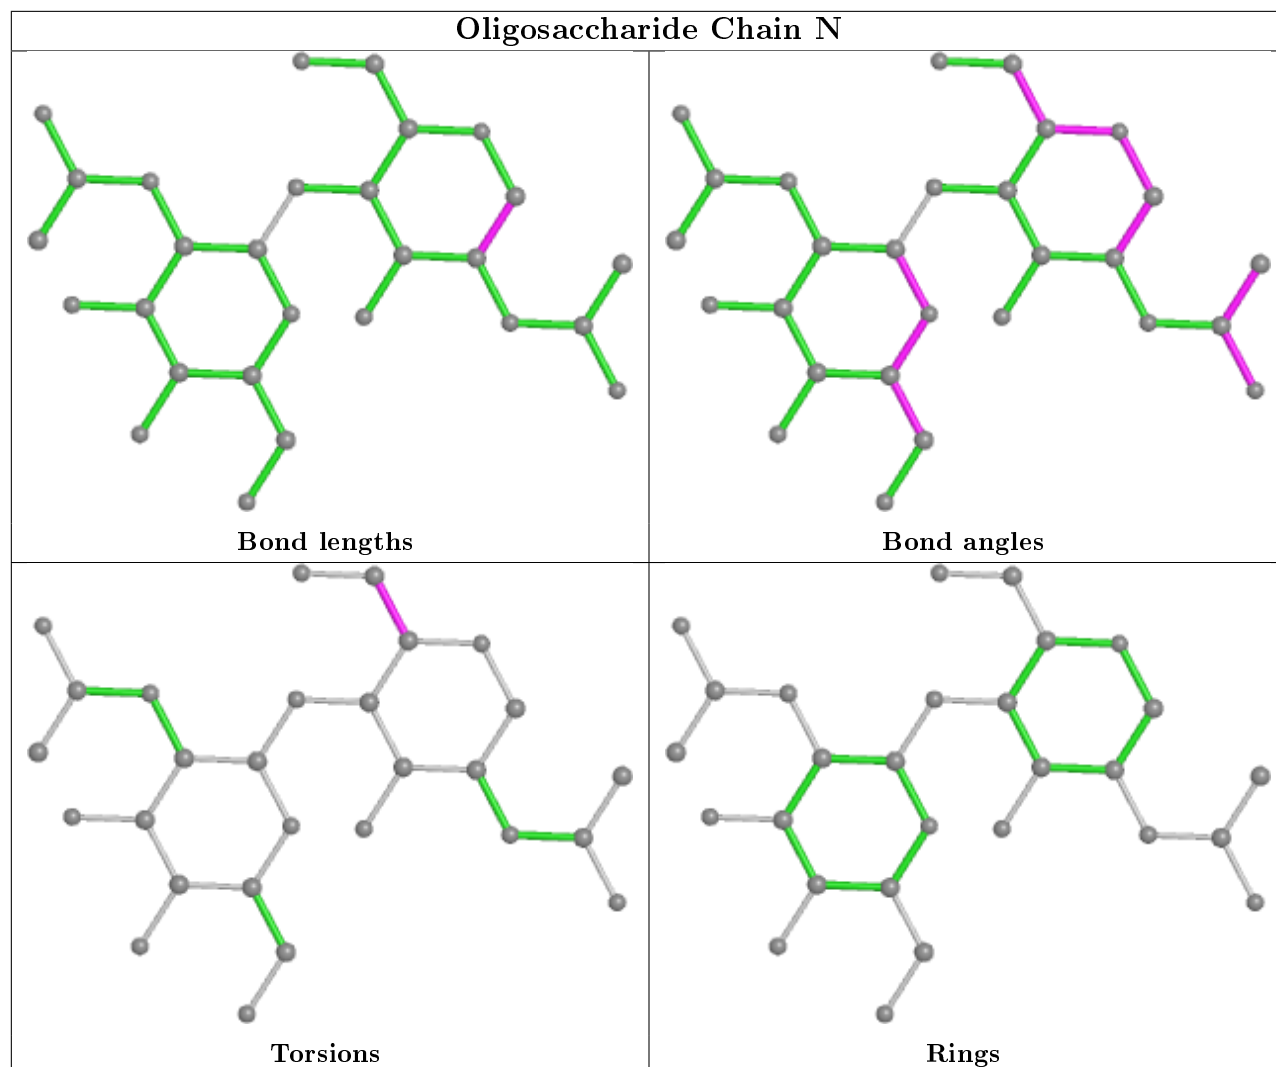 Oligosaccharide Chain N
Bond lengths
Bond angles
Torsions
Rings